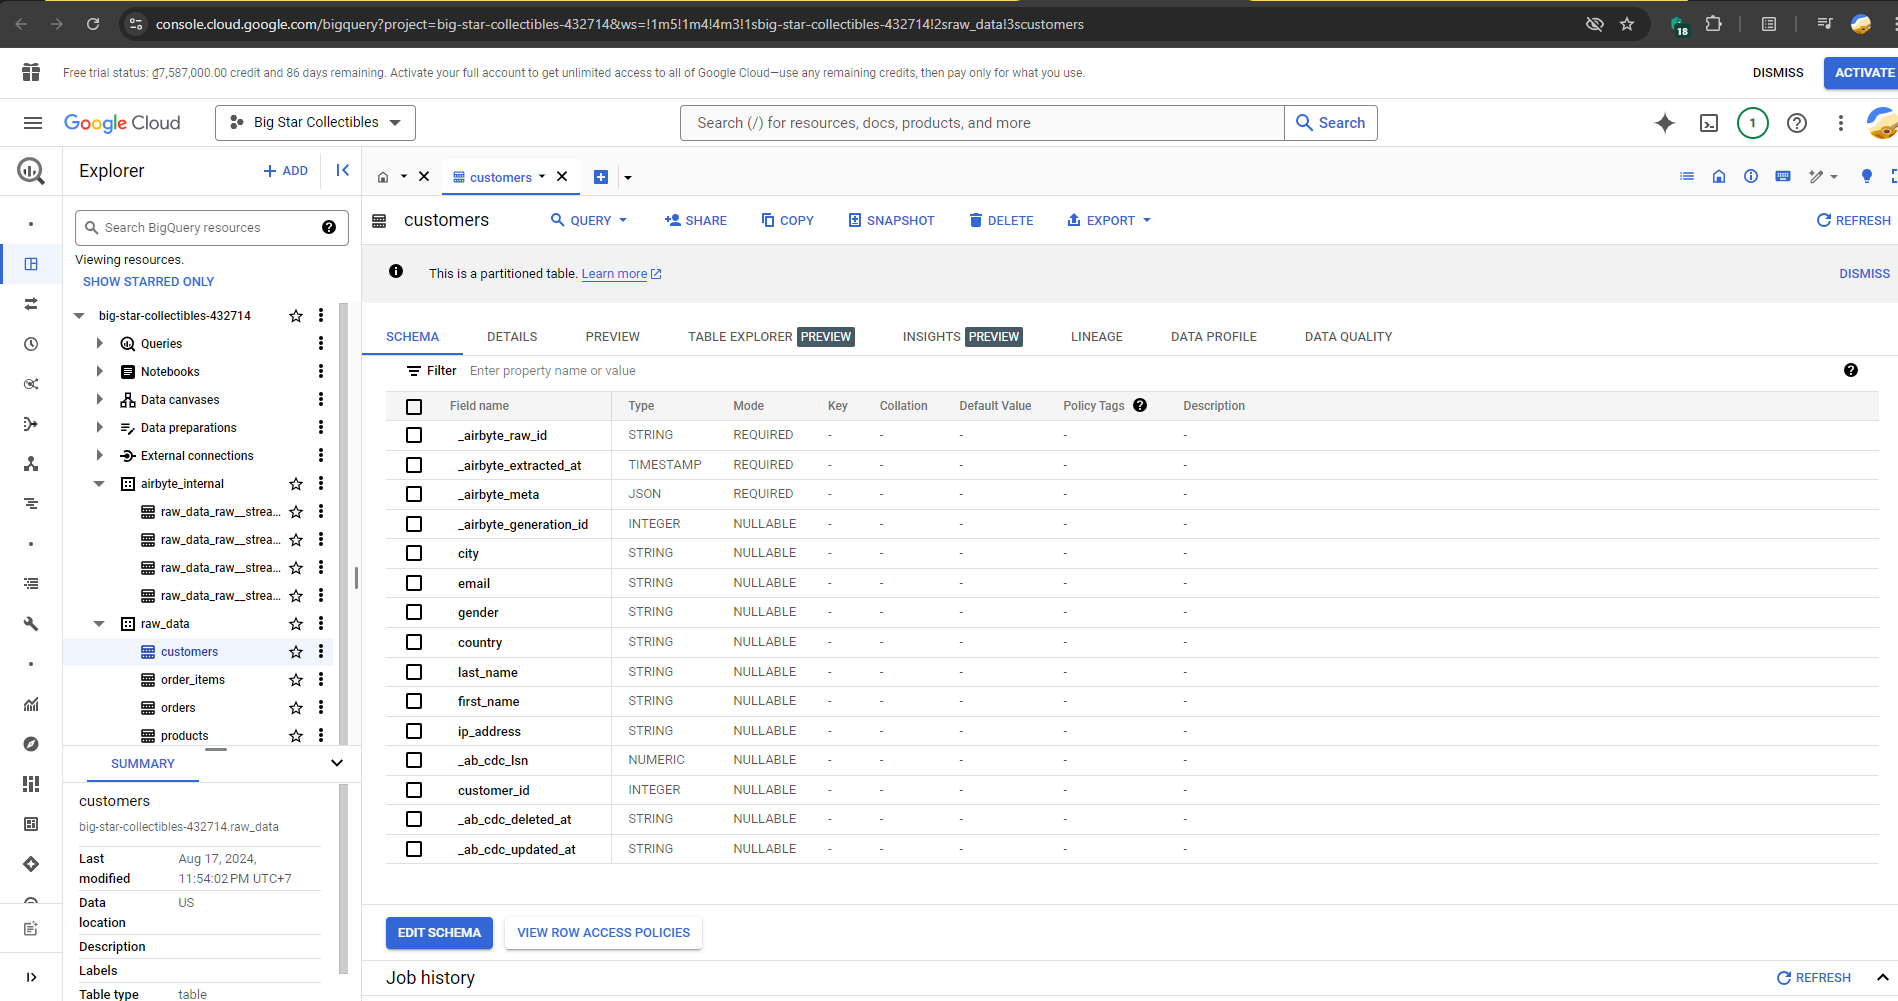 console.cloud.google.com/bigquery?project=big-star-collectibles-432714&ws=!1m5!1m4!4m3!1sbig-star-collectibles-432714!2sraw_data!3scustomers
18
Free trial status: ₫7,587,000.00 credit and 86 days remaining. Activate your full account to get unlimited access to all of Google Cloud—use any remaining credits, then pay only for what you use.
DISMISS
ACTIVATE
Google Cloud
Big Star Collectibles
Search (/) for resources, docs, products, and more
Search
1
Explorer
+ ADD
customers
Search BigQuery resources
Viewing resources.
SHOW STARRED ONLY
big-star-collectibles-432714
Queries
Notebooks
Data canvases
Data preparations
External connections
airbyte_internal
raw_data_raw__strea...
raw_data_raw__strea...
raw_data_raw__strea...
raw_data_raw__strea...
raw_data
customers
order_items
orders
products
SUMMARY
customers
big-star-collectibles-432714.raw_data
Last modified Aug 17, 2024, 11:54:02 PM UTC+7
Data location US
Description
Labels
Table type table
customers
QUERY
SHARE
COPY
SNAPSHOT
DELETE
EXPORT
REFRESH
This is a partitioned table. Learn more
DISMISS
SCHEMA DETAILS PREVIEW TABLE EXPLORER PREVIEW INSIGHTS PREVIEW LINEAGE DATA PROFILE DATA QUALITY
Filter Enter property name or value
Field name Type Mode Key Collation Default Value Policy Tags Description
_airbyte_raw_id STRING REQUIRED - - - - -
_airbyte_extracted_at TIMESTAMP REQUIRED - - - - -
_airbyte_meta JSON REQUIRED - - - - -
_airbyte_generation_id INTEGER NULLABLE - - - - -
city STRING NULLABLE - - - - -
email STRING NULLABLE - - - - -
gender STRING NULLABLE - - - - -
country STRING NULLABLE - - - - -
last_name STRING NULLABLE - - - - -
first_name STRING NULLABLE - - - - -
ip_address STRING NULLABLE - - - - -
_ab_cdc_lsn NUMERIC NULLABLE - - - - -
customer_id INTEGER NULLABLE - - - - -
_ab_cdc_deleted_at STRING NULLABLE - - - - -
_ab_cdc_updated_at STRING NULLABLE - - - - -
EDIT SCHEMA
VIEW ROW ACCESS POLICIES
Job history
REFRESH